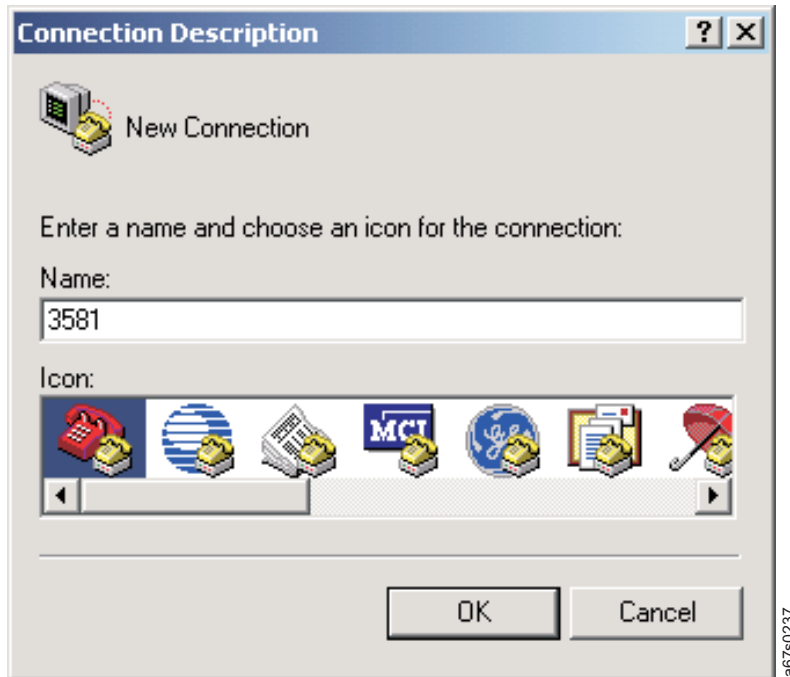 Connection Description
New Connection
Enter a name and choose an icon for the connection:
Name:
3581
Icon:
MCI
OK
Cancel
a67s0237